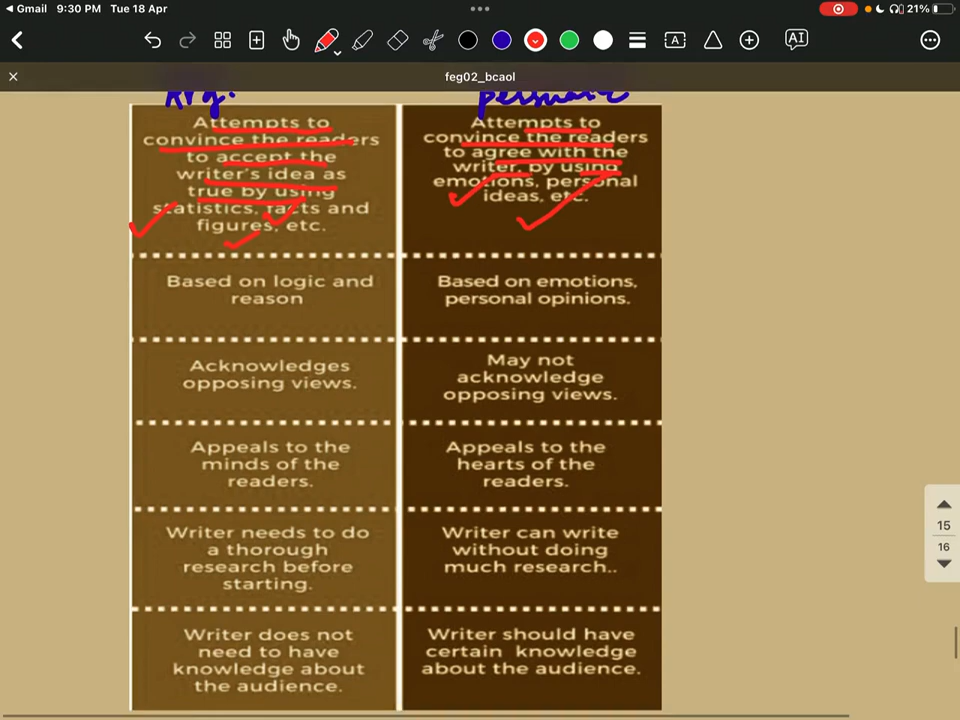 Gmail 9:30 PM Tue 18 Apr
21%
AI
feg02_bcaol
Arg.
Attempts to
convince the readers
to accept the
writer's idea as
true by using
statistics, facts and
figures, etc.
Attempts to
convince the readers
to agree with the
writer, by using
emotions, personal
ideas, etc.
Based on logic and
reason
Based on emotions,
personal opinions.
Acknowledges
opposing views.
May not
acknowledge
opposing views.
Appeals to the
minds of the
readers.
Appeals to the
hearts of the
readers.
Writer needs to do
a thorough
research before
starting.
Writer can write
without doing
much research..
Writer does not
need to have
knowledge about
the audience.
Writer should have
certain knowledge
about the audience.
15
16